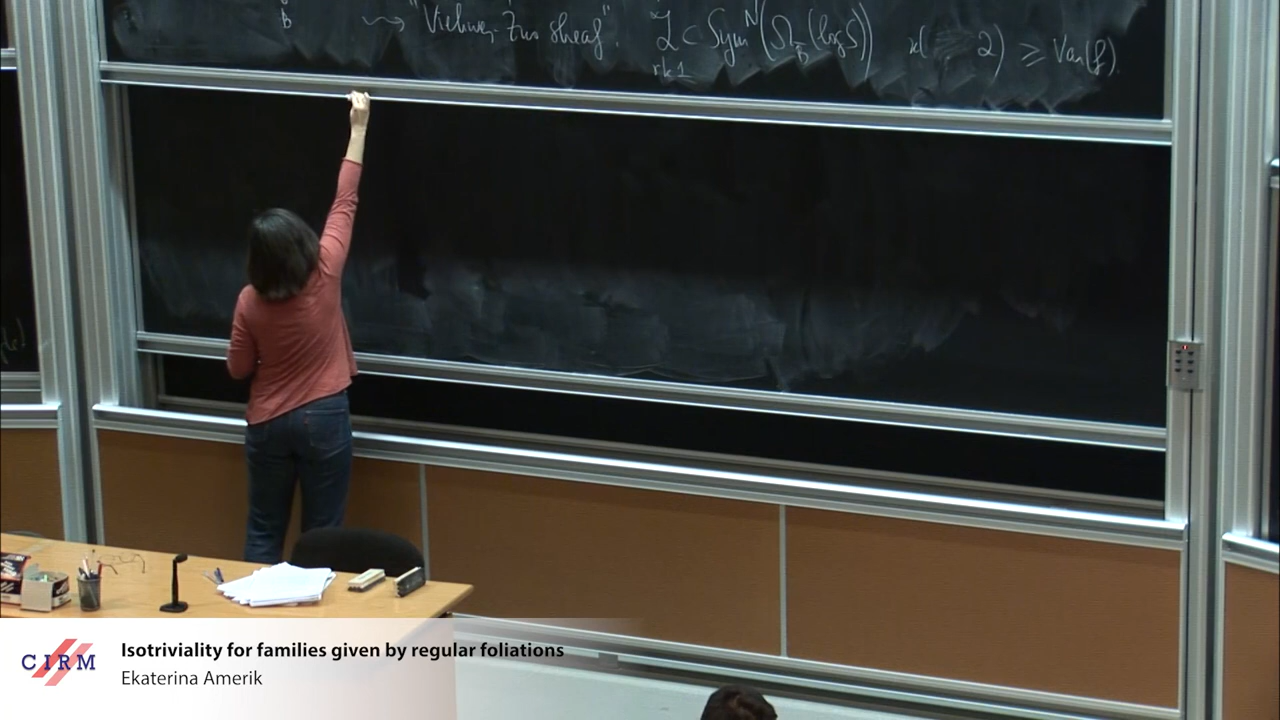 b ⇝ "Viehweg-Zuo sheaf". ℒ ⊂ Sym^N(Ω_B̄(log S)) κ( ℒ) ≥ Var(f).
rk 1
CIRM
Isotriviality for families given by regular foliations
Ekaterina Amerik